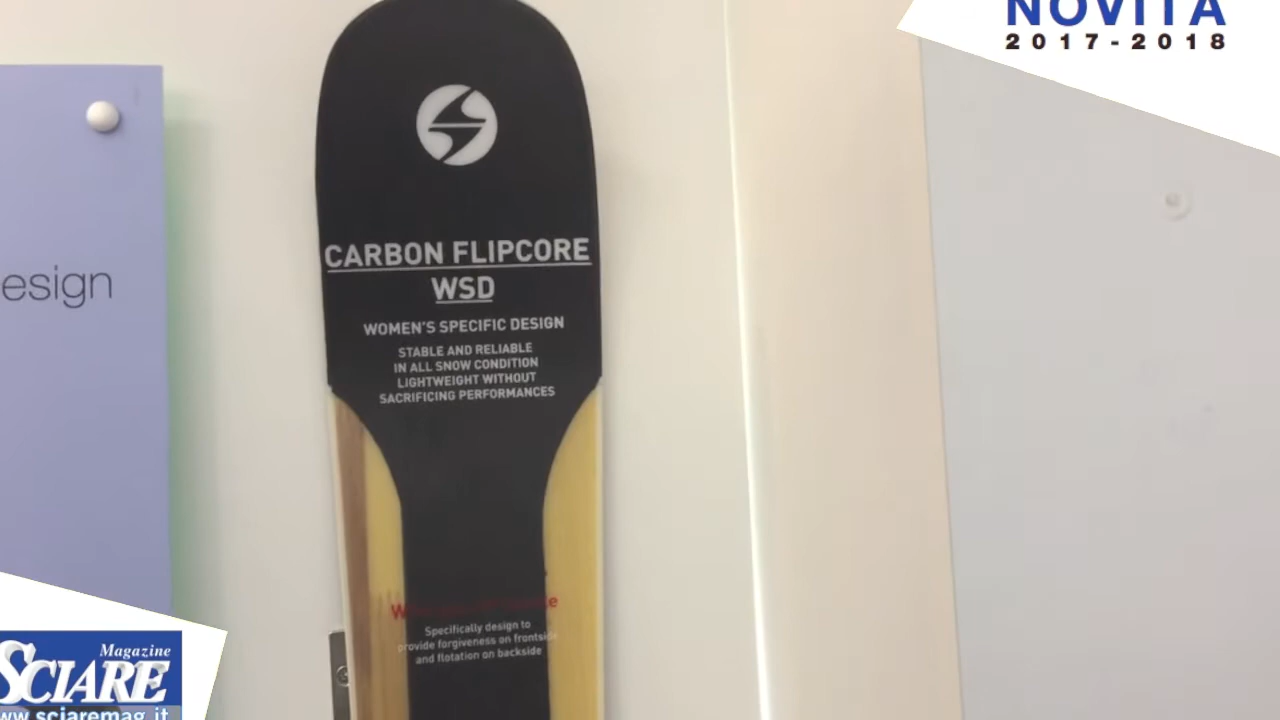 NOVITÀ
2017-2018
esign
CARBON FLIPCORE
WSD
WOMEN'S SPECIFIC DESIGN
STABLE AND RELIABLE
IN ALL SNOW CONDITION
LIGHTWEIGHT WITHOUT
SACRIFICING PERFORMANCES
Specifically design to
provide forgiveness on frontside
and flotation on backside
Magazine
SCIARE
www.sciaremag.it